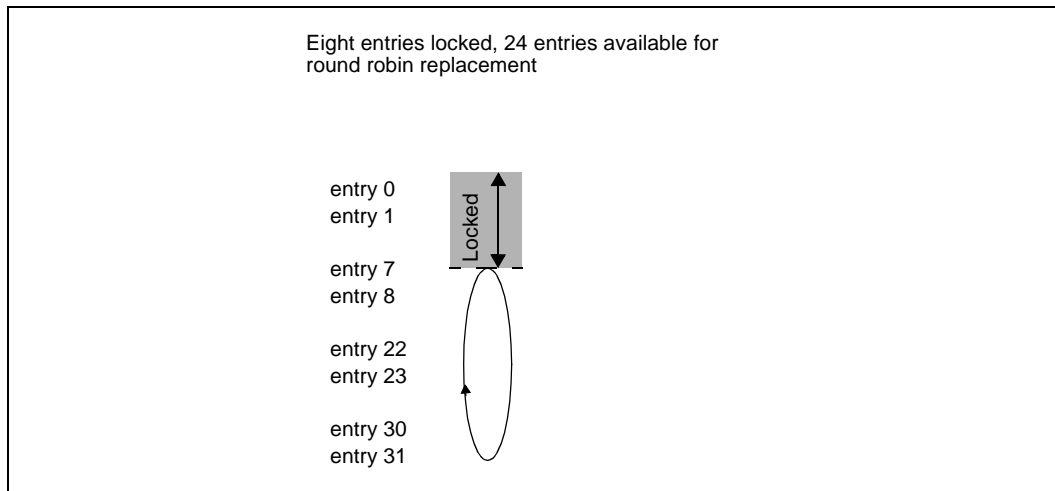 Eight entries locked, 24 entries available for
round robin replacement
entry 0
entry 1
Locked
entry 7
entry 8
entry 22
entry 23
entry 30
entry 31